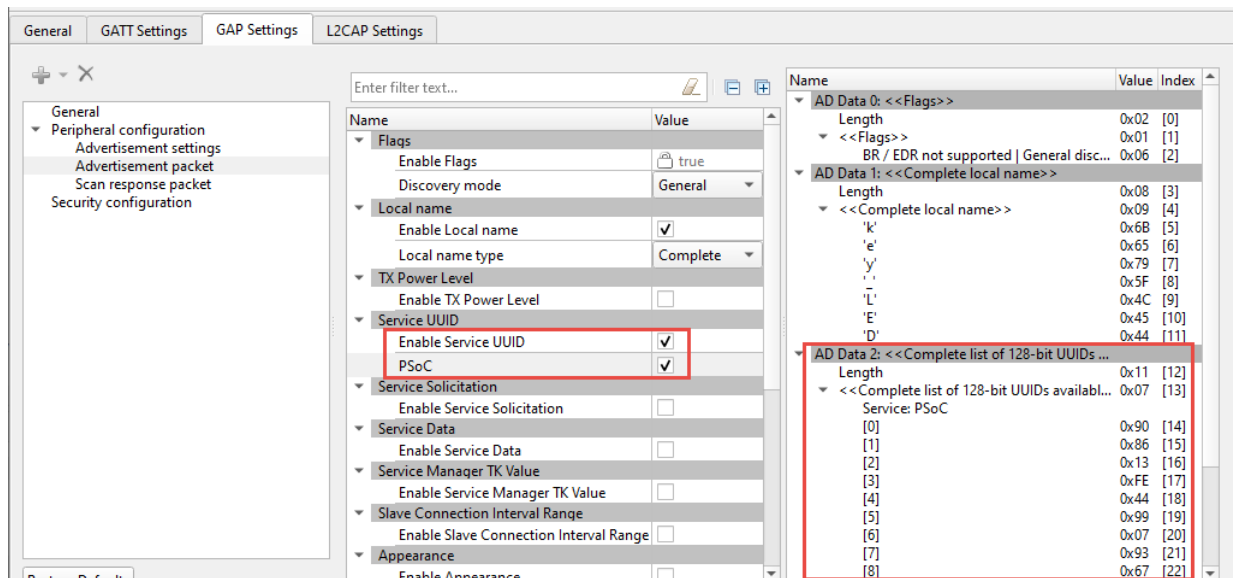 General
GATT Settings
GAP Settings
L2CAP Settings
General
Peripheral configuration
Advertisement settings
Advertisement packet
Scan response packet
Security configuration
Enter filter text...
Name Value
Flags
Enable Flags true
Discovery mode General
Local name
Enable Local name
Local name type Complete
TX Power Level
Enable TX Power Level
Service UUID
Enable Service UUID
PSoC
Service Solicitation
Enable Service Solicitation
Service Data
Enable Service Data
Service Manager TK Value
Enable Service Manager TK Value
Slave Connection Interval Range
Enable Slave Connection Interval Range
Appearance
Enable Appearance
Name Value Index
AD Data 0: <<Flags>>
Length 0x02 [0]
<<Flags>> 0x01 [1]
BR / EDR not supported | General disc... 0x06 [2]
AD Data 1: <<Complete local name>>
Length 0x08 [3]
<<Complete local name>> 0x09 [4]
'k' 0x6B [5]
'e' 0x65 [6]
'y' 0x79 [7]
'_' 0x5F [8]
'L' 0x4C [9]
'E' 0x45 [10]
'D' 0x44 [11]
AD Data 2: <<Complete list of 128-bit UUIDs ...
Length 0x11 [12]
<<Complete list of 128-bit UUIDs availabl... 0x07 [13]
Service: PSoC
[0] 0x90 [14]
[1] 0x86 [15]
[2] 0x13 [16]
[3] 0xFE [17]
[4] 0x44 [18]
[5] 0x99 [19]
[6] 0x07 [20]
[7] 0x93 [21]
[8] 0x67 [22]